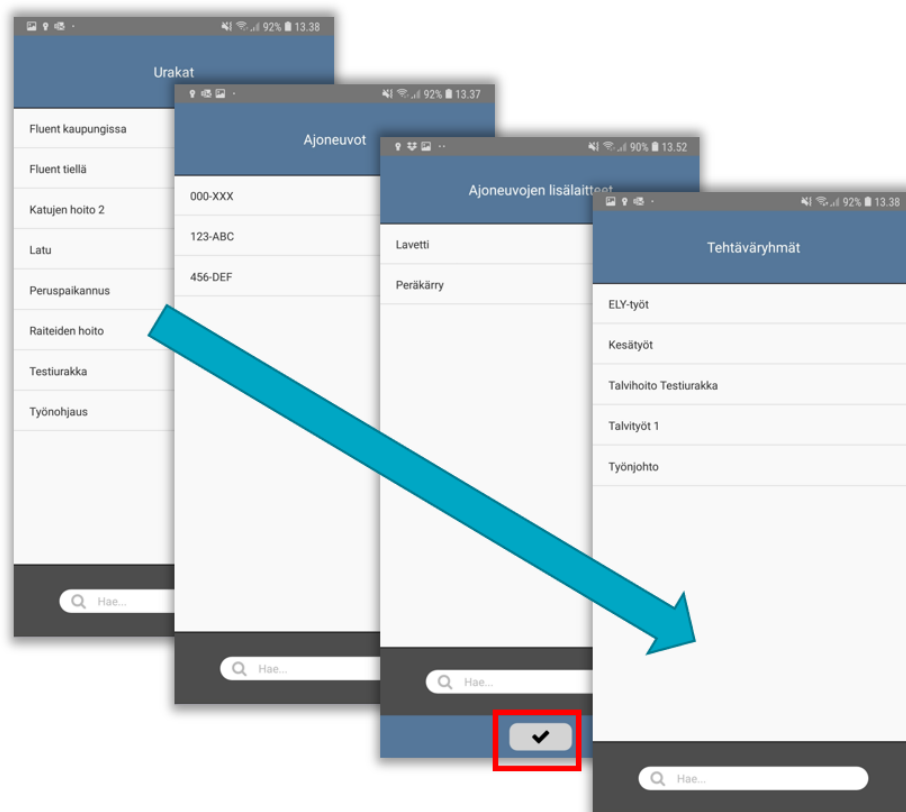 92% 13.38
Urakat
Fluent kaupungissa
Fluent tiellä
Katujen hoito 2
Latu
Peruspaikannus
Raiteiden hoito
Testiurakka
Työnohjaus
Hae...
92% 13.37
Ajoneuvot
000-XXX
123-ABC
456-DEF
Hae...
90% 13.52
Ajoneuvojen lisälaitteet
Lavetti
Peräkärry
Hae...
92% 13.38
Tehtäväryhmät
ELY-työt
Kesätyöt
Talvihoito Testiurakka
Talvityöt 1
Työnjohto
Hae...